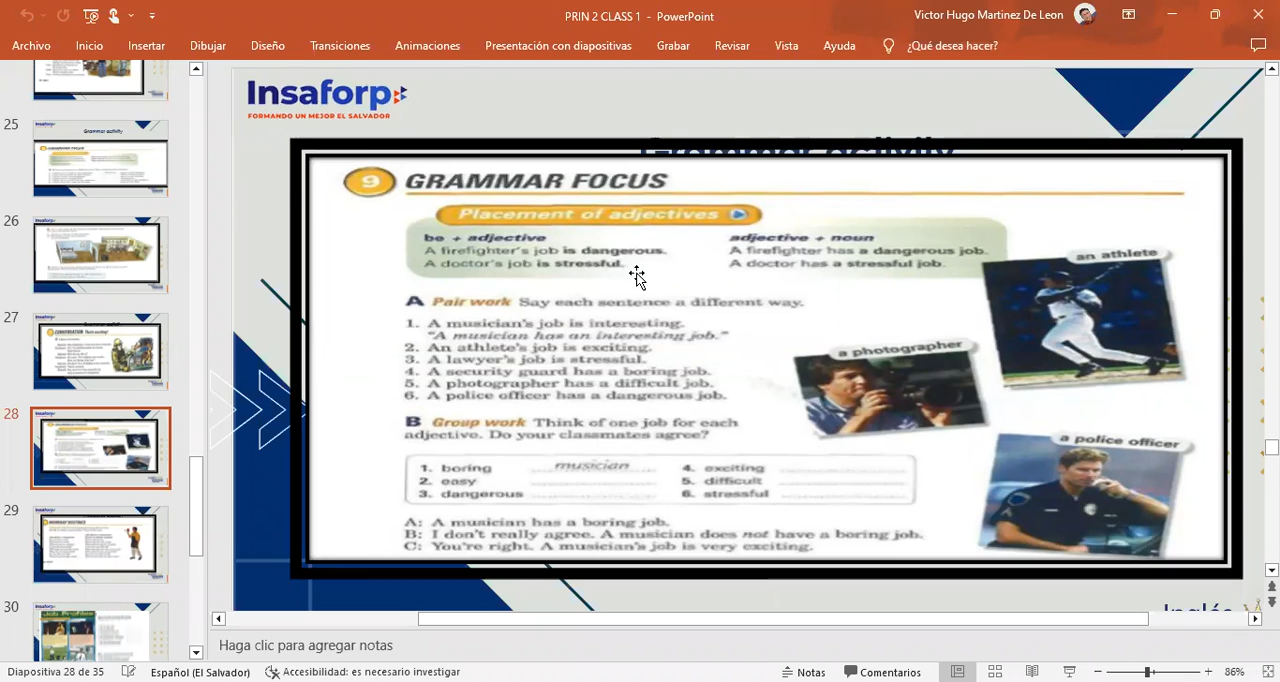 PRIN 2 CLASS 1 - PowerPoint
Victor Hugo Martinez De Leon
Archivo Inicio Insertar Dibujar Diseño Transiciones Animaciones Presentación con diapositivas Grabar Revisar Vista Ayuda ¿Qué desea hacer?
25
26
27
28
29
30
Insaforp
FORMANDO UN MEJOR EL SALVADOR
Grammar activity
9 GRAMMAR FOCUS
Placement of adjectives
be + adjective
A firefighter's job is dangerous.
A doctor's job is stressful.
adjective + noun
A firefighter has a dangerous job.
A doctor has a stressful job.
A Pair work Say each sentence a different way.
1. A musician's job is interesting.
"A musician has an interesting job."
2. An athlete's job is exciting.
3. A lawyer's job is stressful.
4. A security guard has a boring job.
5. A photographer has a difficult job.
6. A police officer has a dangerous job.
an athlete
a photographer
a police officer
B Group work Think of one job for each
adjective. Do your classmates agree?
1. boring musician
2. easy
3. dangerous
4. exciting
5. difficult
6. stressful
A: A musician has a boring job.
B: I don't really agree. A musician does not have a boring job.
C: You're right. A musician's job is very exciting.
Inglés
Haga clic para agregar notas
Diapositiva 28 de 35 Español (El Salvador) Accesibilidad: es necesario investigar Notas Comentarios 86%